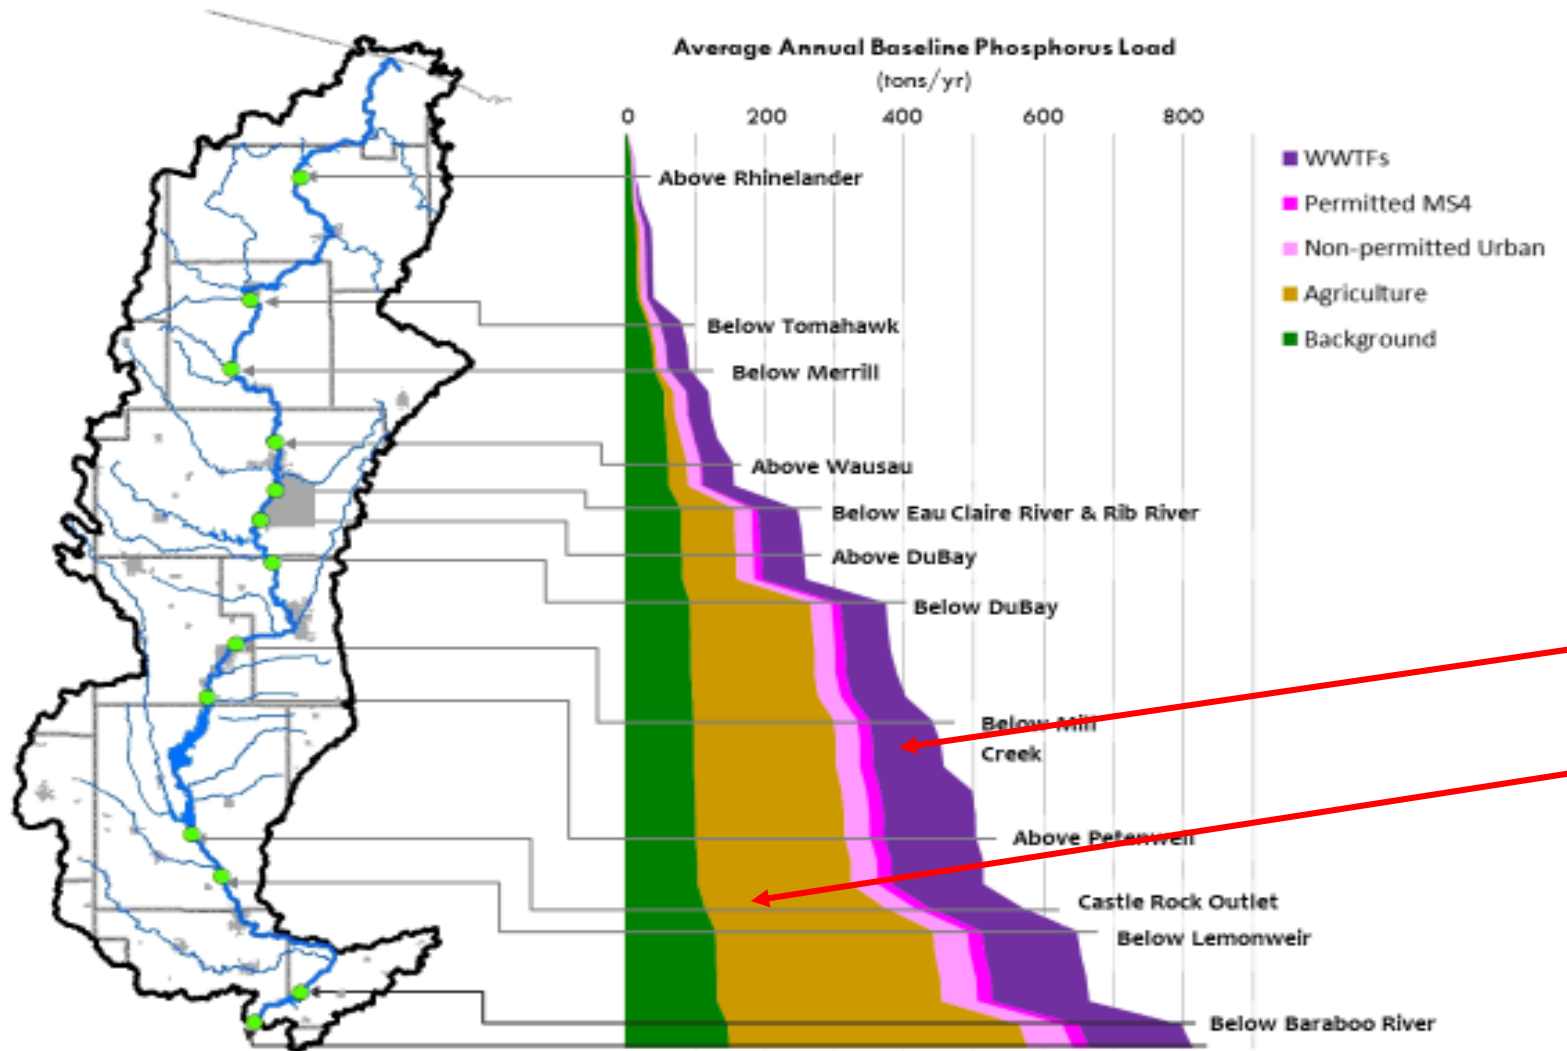 Average Annual Baseline Phosphorus Load
(tons/yr)
0 200 400 600 800
WWTFs
Permitted MS4
Non-permitted Urban
Agriculture
Background
Above Rhinelander
Below Tomahawk
Below Merrill
Above Wausau
Below Eau Claire River & Rib River
Above DuBay
Below DuBay
Below Mill
Creek
Above Petenwell
Castle Rock Outlet
Below Lemonweir
Below Baraboo River